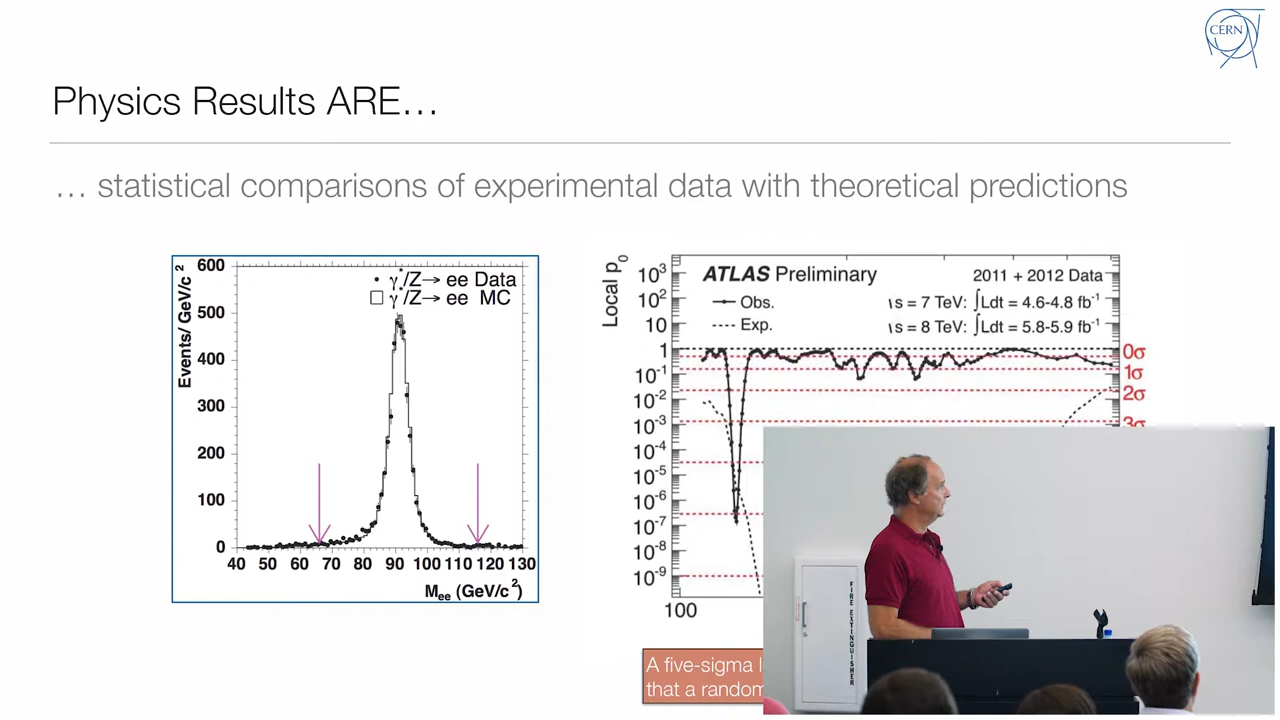 CERN
Physics Results ARE…
… statistical comparisons of experimental data with theoretical predictions
Events/ GeV/c²
600
500
400
300
200
100
0
γ*/Z→ ee Data
γ*/Z→ ee MC
40 50 60 70 80 90 100 110 120 130
Mee (GeV/c²)
Local p0
ATLAS Preliminary
2011 + 2012 Data
Obs.
Exp.
s = 7 TeV: ∫Ldt = 4.6-4.8 fb⁻¹
s = 8 TeV: ∫Ldt = 5.8-5.9 fb⁻¹
10³
10²
10
1
10⁻¹
10⁻²
10⁻³
10⁻⁴
10⁻⁵
10⁻⁶
10⁻⁷
10⁻⁸
10⁻⁹
0σ
1σ
2σ
3σ
100
A five-sigma
that a random
FIRE EXTINGUISHER